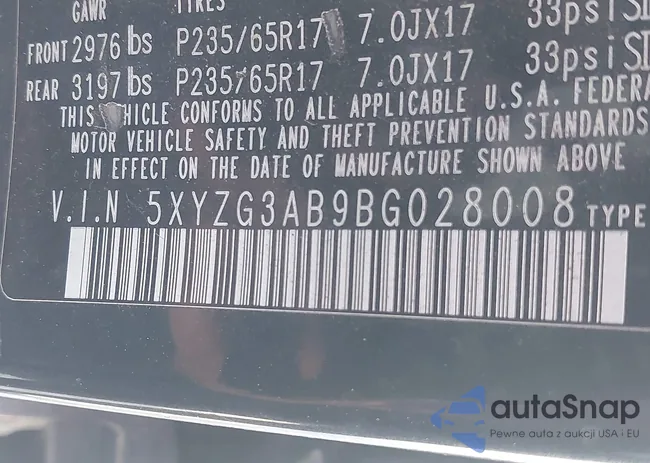 GAWR TIRES
FRONT 2976 lbs P235/65R17 7.0JX17 33psi
REAR 3197 lbs P235/65R17 7.0JX17 33psi
THIS VEHICLE CONFORMS TO ALL APPLICABLE U.S.A. FEDERA
MOTOR VEHICLE SAFETY AND THEFT PREVENTION STANDARDS
IN EFFECT ON THE DATE OF MANUFACTURE SHOWN ABOVE
V.I.N 5XYZG3AB9BG028008 TYPE
autaSnap
Pewne auta z aukcji USA i EU